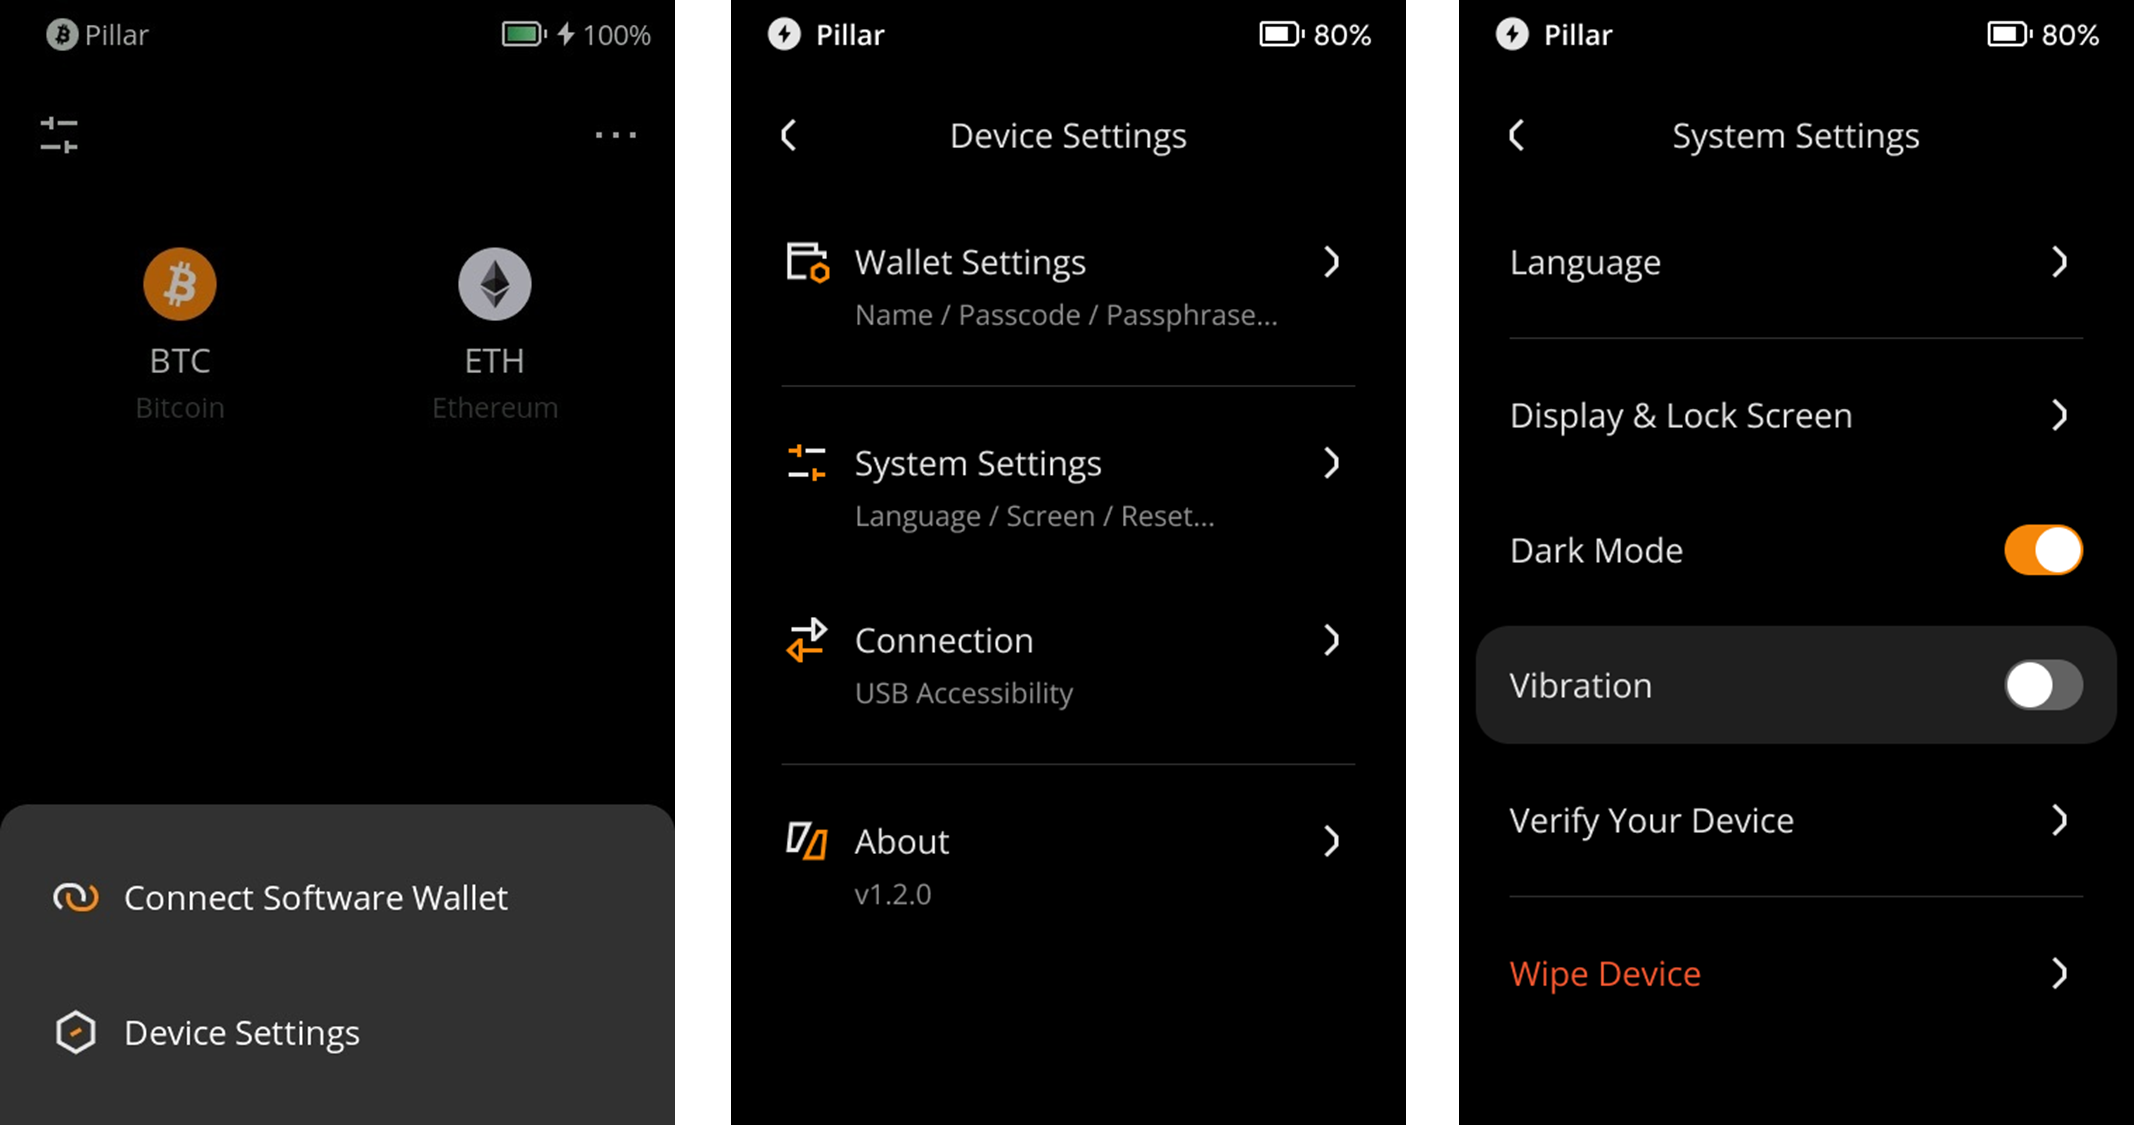 Pillar 100%
...
BTC ETH
Bitcoin Ethereum
Connect Software Wallet
Device Settings
Pillar 80%
Device Settings
Wallet Settings
Name / Passcode / Passphrase...
System Settings
Language / Screen / Reset...
Connection
USB Accessibility
About
v1.2.0
Pillar 80%
System Settings
Language
Display & Lock Screen
Dark Mode
Vibration
Verify Your Device
Wipe Device